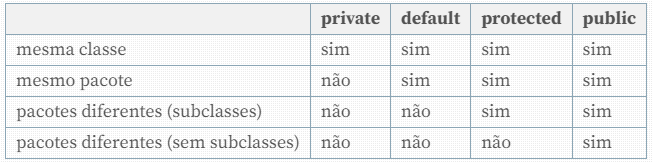 private default protected public
mesma classe sim sim sim sim
mesmo pacote não sim sim sim
pacotes diferentes (subclasses) não não sim sim
pacotes diferentes (sem subclasses) não não não sim